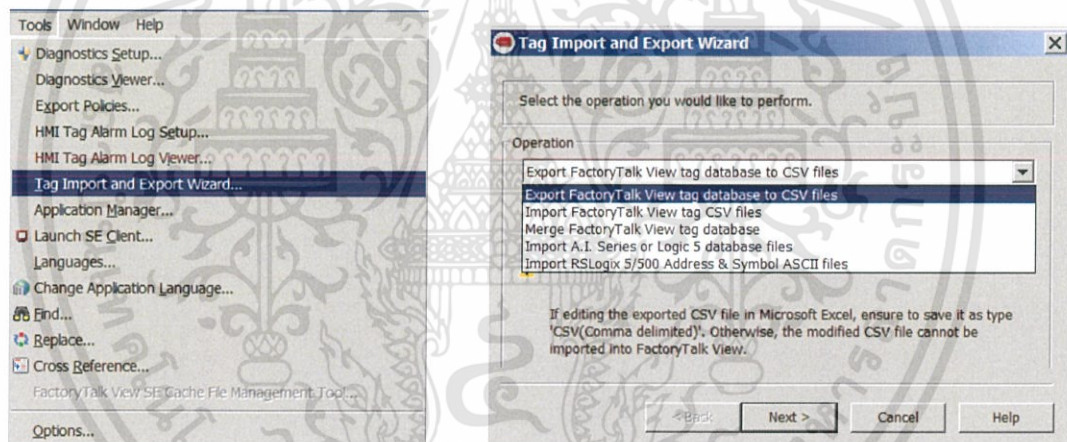 Tools Window Help
Diagnostics Setup...
Diagnostics Viewer...
Export Policies...
HMI Tag Alarm Log Setup...
HMI Tag Alarm Log Viewer...
Tag Import and Export Wizard...
Application Manager...
Launch SE Client...
Languages...
Change Application Language...
Find...
Replace...
Cross Reference...
FactoryTalk View SE Cache File Management Tool...
Options...
Tag Import and Export Wizard
Select the operation you would like to perform.
Operation
Export FactoryTalk View tag database to CSV files
Export FactoryTalk View tag database to CSV files
Import FactoryTalk View tag CSV files
Merge FactoryTalk View tag database
Import A.I. Series or Logic 5 database files
Import RSLogix 5/500 Address & Symbol ASCII files
If editing the exported CSV file in Microsoft Excel, ensure to save it as type
'CSV(Comma delimited)'. Otherwise, the modified CSV file cannot be
imported into FactoryTalk View.
< Back Next > Cancel Help